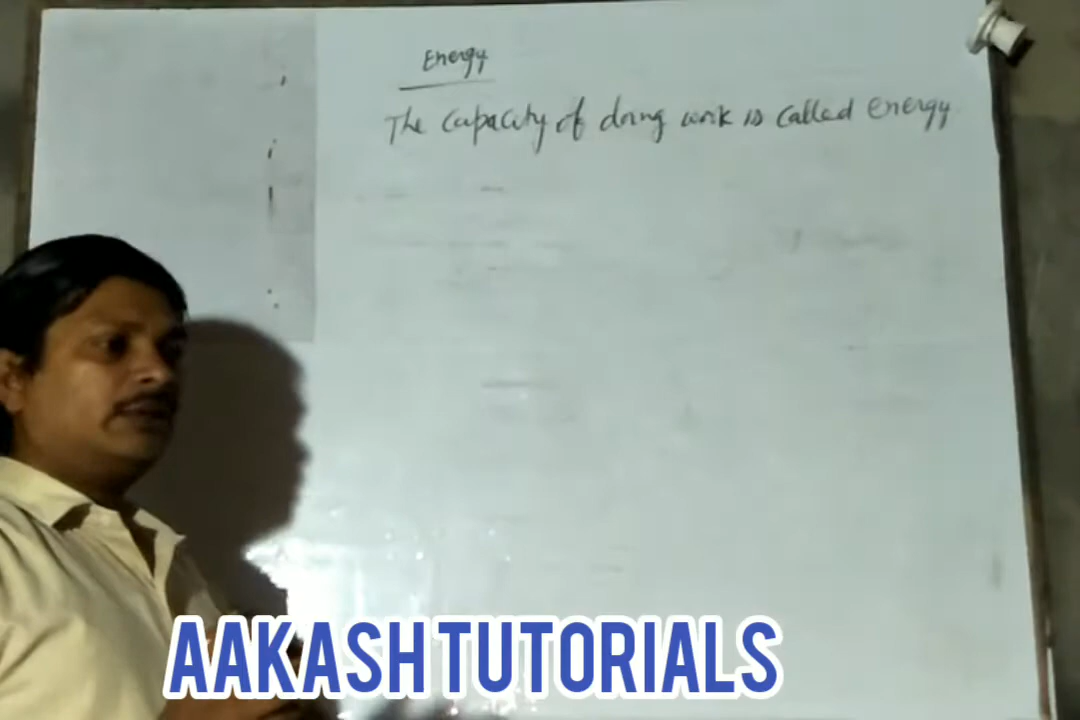 Energy
The capacity of doing work is called energy
AAKASH TUTORIALS